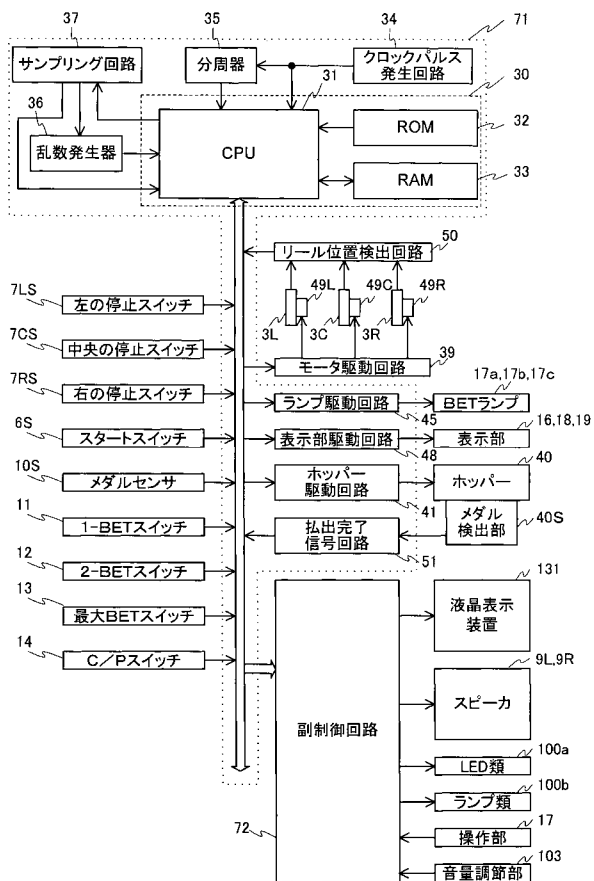 37
35
34
71
サンプリング回路
分周器
クロックパルス
発生回路
31
30
36
乱数発生器
CPU
ROM
32
RAM
33
リール位置検出回路
50
49L
49C
49R
3L
3C
3R
モータ駆動回路
39
7LS
左の停止スイッチ
7CS
中央の停止スイッチ
7RS
右の停止スイッチ
6S
スタートスイッチ
10S
メダルセンサ
11
1-BETスイッチ
12
2-BETスイッチ
13
最大BETスイッチ
14
C/Pスイッチ
17a,17b,17c
ランプ駆動回路
45
BETランプ
16,18,19
表示部駆動回路
48
表示部
40
ホッパー
駆動回路
41
ホッパー
メダル
検出部
40S
払出完了
信号回路
51
131
液晶表示
装置
9L,9R
スピーカ
副制御回路
72
100a
LED類
100b
ランプ類
17
操作部
103
音量調節部